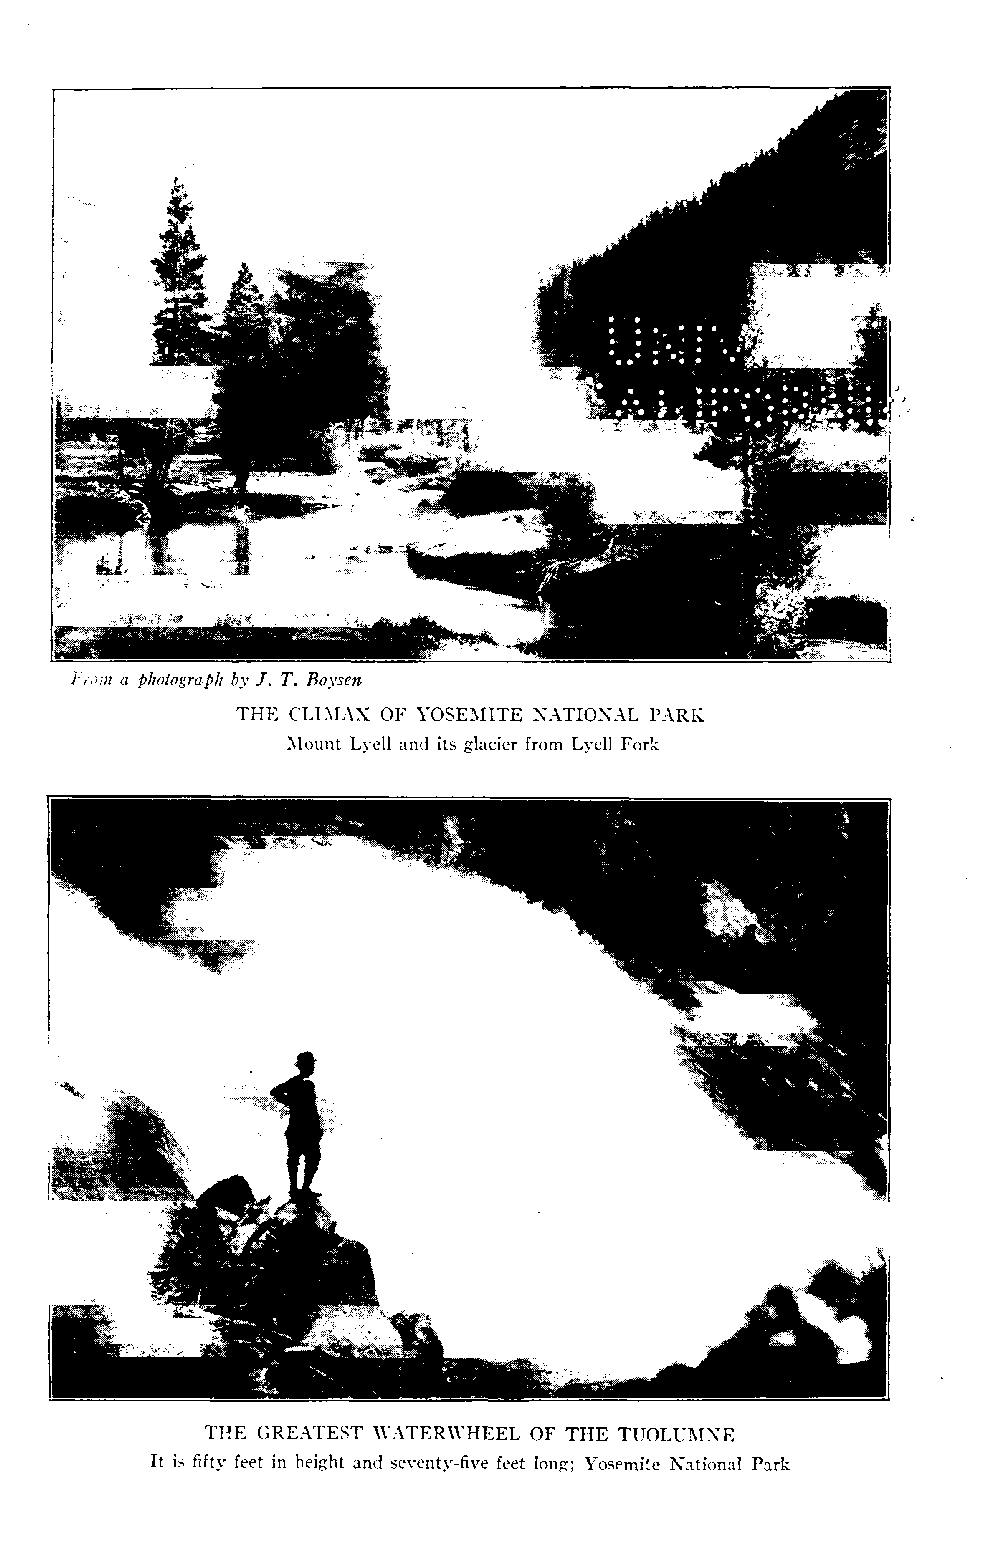 UNIV
CALIFORNIA
From a photograph by J. T. Boysen
THE CLIMAX OF YOSEMITE NATIONAL PARK
Mount Lyell and its glacier from Lyell Fork
THE GREATEST WATERWHEEL OF THE TUOLUMNE
It is fifty feet in height and seventy-five feet long; Yosemite National Park